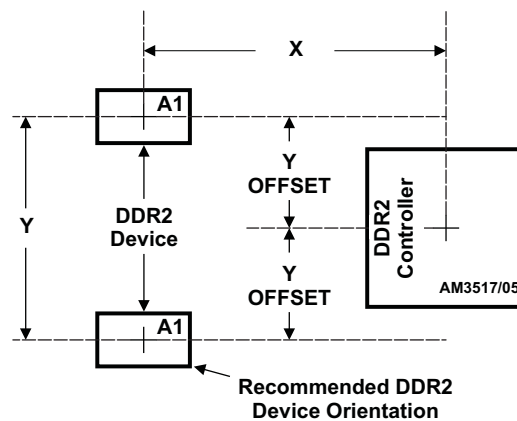 X
A1
Y
OFFSET
Y
DDR2
Device
DDR2
Controller
Y
OFFSET
AM3517/05
A1
Recommended DDR2
Device Orientation